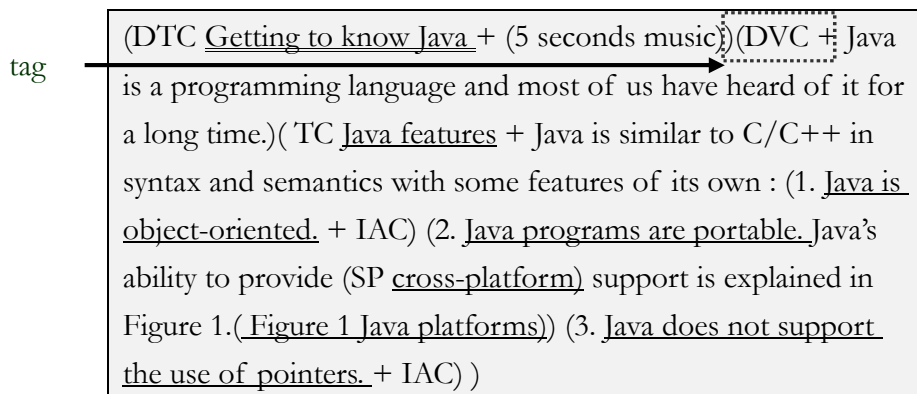 (DTC Getting to know Java + (5 seconds music))(DVC + Java
tag
is a programming language and most of us have heard of it for
a long time.)( TC Java features + Java is similar to C/C++ in
syntax and semantics with some features of its own : (1. Java is
object-oriented. + IAC) (2. Java programs are portable. Java’s
ability to provide (SP cross-platform) support is explained in
Figure 1.( Figure 1 Java platforms)) (3. Java does not support
the use of pointers. + IAC) )